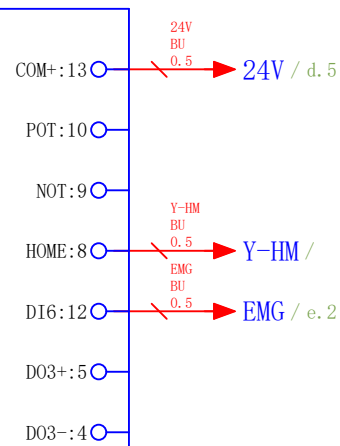 24V
BU
0.5
COM+:13
24V / d.5
POT:10
NOT:9
Y-HM
BU
0.5
HOME:8
Y-HM /
EMG
BU
0.5
DI6:12
EMG / e.2
DO3+:5
DO3-:4